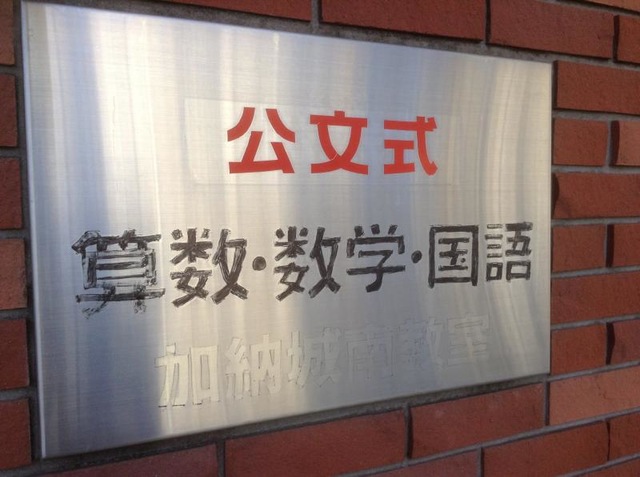 公文式
算数・数学・国語
加納城南教室